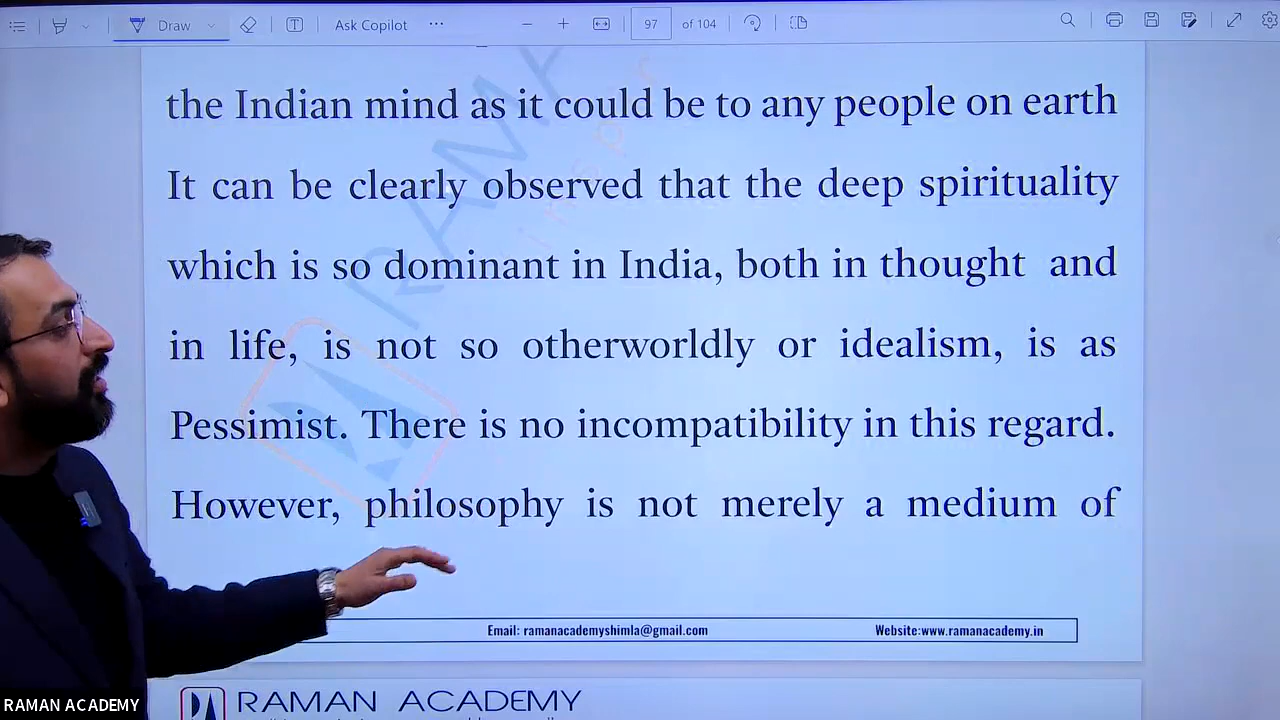 Draw
Ask Copilot
97 of 104
the Indian mind as it could be to any people on earth
It can be clearly observed that the deep spirituality
which is so dominant in India, both in thought and
in life, is not so otherworldly or idealism, is as
Pessimist. There is no incompatibility in this regard.
However, philosophy is not merely a medium of
Email: ramanacademyshimla@gmail.com
Website:www.ramanacademy.in
RAMAN ACADEMY
RAMAN ACADEMY